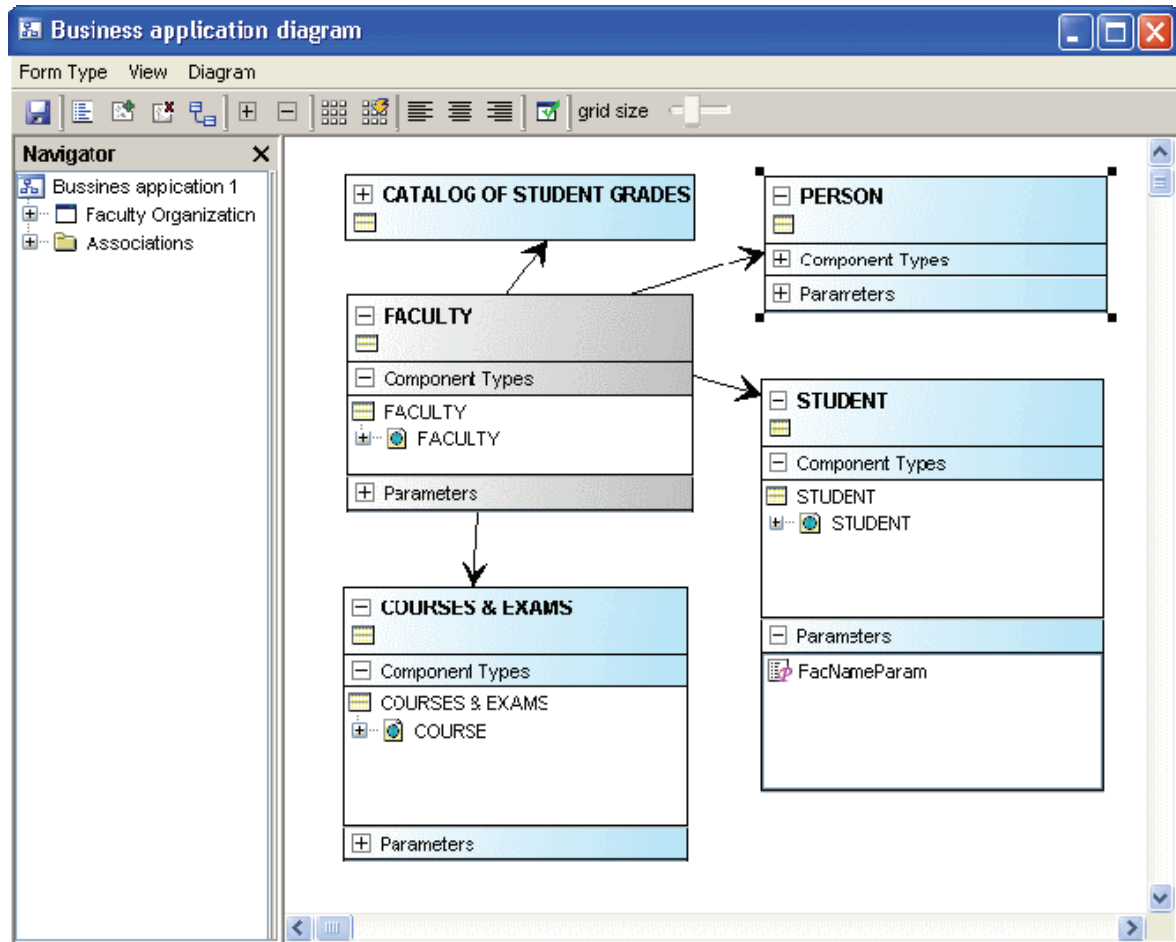 Business application diagram
Form Type View Diagram
grid size
Navigator
Bussines appication 1
Faculty Organization
Associations
CATALOG OF STUDENT GRADES
PERSON
Component Types
Parameters
FACULTY
Component Types
FACULTY
FACULTY
Parameters
STUDENT
Component Types
STUDENT
STUDENT
Parameters
FacNameParam
COURSES & EXAMS
Component Types
COURSES & EXAMS
COURSE
Parameters